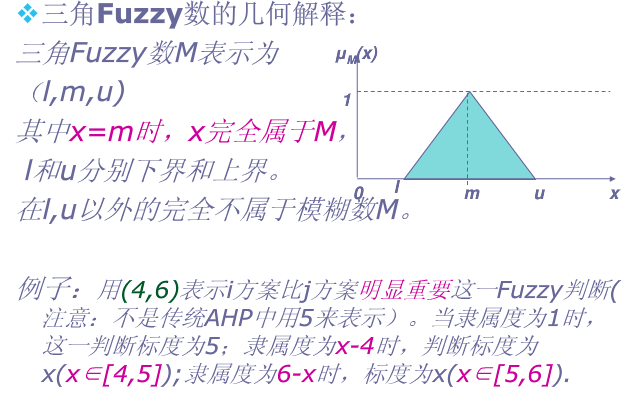 ❖三角Fuzzy数的几何解释：
三角Fuzzy数M表示为
（l,m,u)
其中x=m时，x完全属于M，
l和u分别下界和上界。
在l,u以外的完全不属于模糊数M。
μM(x)
1
0 l m u x
例子：用(4,6)表示i方案比j方案明显重要这一Fuzzy判断(
注意：不是传统AHP中用5来表示）。当隶属度为1时，
这一判断标度为5；隶属度为x-4时，判断标度为
x(x∈[4,5]);隶属度为6-x时，标度为x(x∈[5,6]).